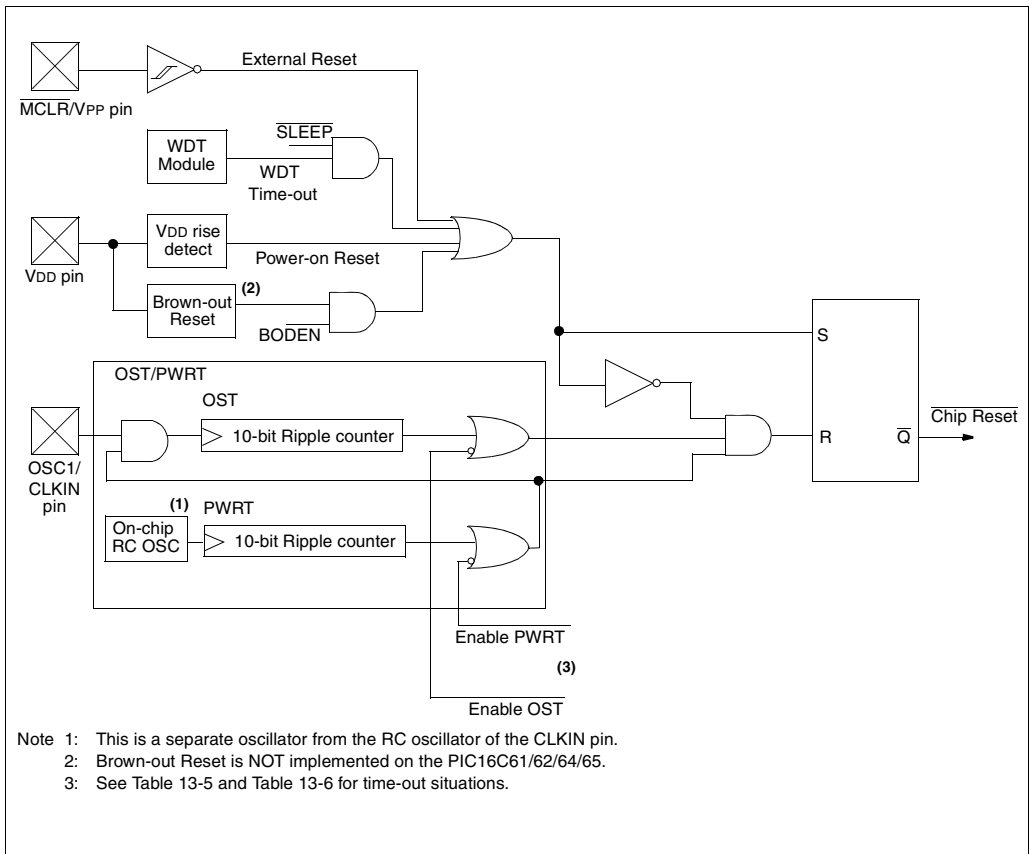 External Reset
MCLR/VPP pin
SLEEP
WDT
Module
WDT
Time-out
VDD rise
detect
Power-on Reset
VDD pin
(2)
Brown-out
Reset
BODEN
S
OST/PWRT
OST
10-bit Ripple counter
Chip Reset
R
Q
OSC1/
CLKIN
pin
(1)
PWRT
On-chip
RC OSC
10-bit Ripple counter
Enable PWRT
(3)
Enable OST
Note 1: This is a separate oscillator from the RC oscillator of the CLKIN pin.
2: Brown-out Reset is NOT implemented on the PIC16C61/62/64/65.
3: See Table 13-5 and Table 13-6 for time-out situations.